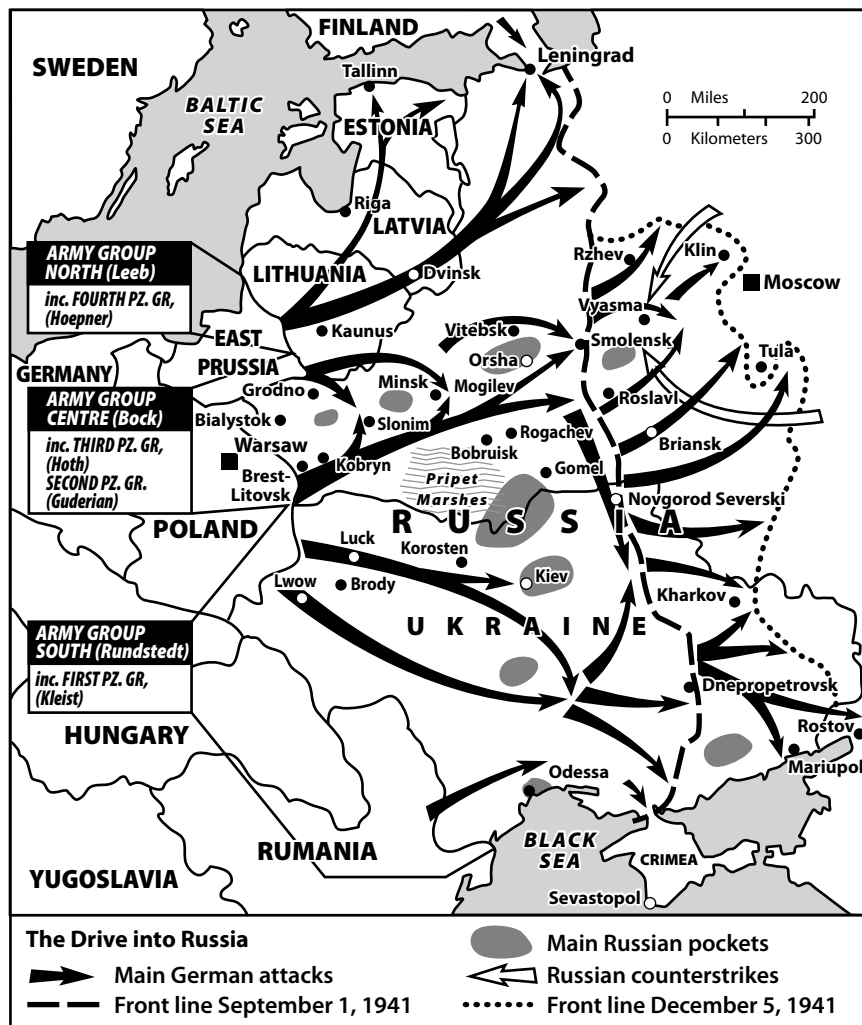 FINLAND
SWEDEN
Leningrad
Tallinn
BALTIC
SEA
ESTONIA
0 Miles 200
0 Kilometers 300
Riga
LATVIA
ARMY GROUP
NORTH (Leeb)
inc. FOURTH PZ. GR,
(Hoepner)
LITHUANIA
Dvinsk
Rzhev
Klin
Moscow
Vyasma
Kaunus
Vitebsk
Smolensk
EAST
PRUSSIA
Orsha
Tula
GERMANY
Grodno
Minsk
Mogilev
Roslavl
ARMY GROUP
CENTRE (Bock)
inc. THIRD PZ. GR,
(Hoth)
SECOND PZ. GR.
(Guderian)
Bialystok
Slonim
Rogachev
Briansk
Warsaw
Kobryn
Bobruisk
Gomel
Brest-
Litovsk
Pripet
Marshes
Novgorod Severski
POLAND
RUSSIA
Luck
Korosten
Lwow
Brody
Kiev
Kharkov
UKRAINE
ARMY GROUP
SOUTH (Rundstedt)
inc. FIRST PZ. GR,
(Kleist)
Dnepropetrovsk
HUNGARY
Rostov
Mariupol
Odessa
RUMANIA
BLACK
SEA
CRIMEA
YUGOSLAVIA
Sevastopol
The Drive into Russia
Main Russian pockets
Main German attacks
Russian counterstrikes
Front line September 1, 1941
Front line December 5, 1941